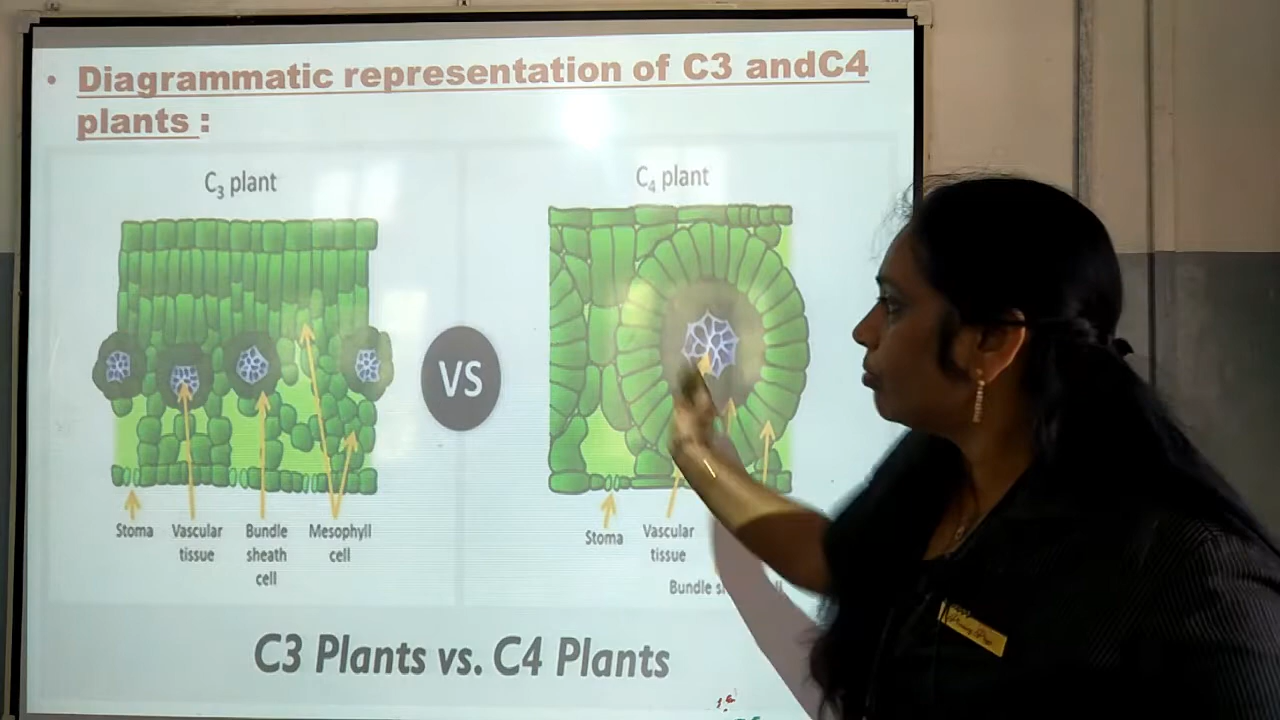 • Diagrammatic representation of C3 andC4
plants :
C₃ plant
C₄ plant
VS
Stoma
Vascular
tissue
Bundle
sheath
cell
Mesophyll
cell
Stoma
Vascular
tissue
Bundle
C3 Plants vs. C4 Plants